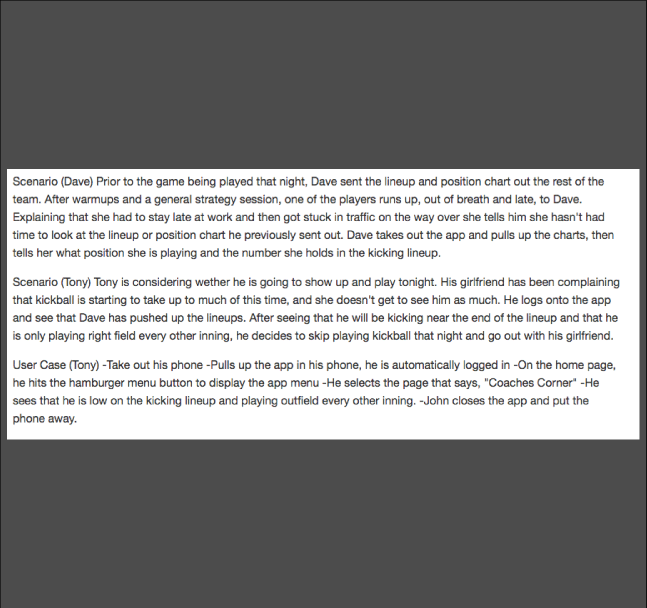 Scenario (Dave) Prior to the game being played that night, Dave sent the lineup and position chart out the rest of the
team. After warmups and a general strategy session, one of the players runs up, out of breath and late, to Dave.
Explaining that she had to stay late at work and then got stuck in traffic on the way over she tells him she hasn't had
time to look at the lineup or position chart he previously sent out. Dave takes out the app and pulls up the charts, then
tells her what position she is playing and the number she holds in the kicking lineup.
Scenario (Tony) Tony is considering wether he is going to show up and play tonight. His girlfriend has been complaining
that kickball is starting to take up to much of this time, and she doesn't get to see him as much. He logs onto the app
and see that Dave has pushed up the lineups. After seeing that he will be kicking near the end of the lineup and that he
is only playing right field every other inning, he decides to skip playing kickball that night and go out with his girlfriend.
User Case (Tony) -Take out his phone -Pulls up the app in his phone, he is automatically logged in -On the home page,
he hits the hamburger menu button to display the app menu -He selects the page that says, "Coaches Corner" -He
sees that he is low on the kicking lineup and playing outfield every other inning. -John closes the app and put the
phone away.